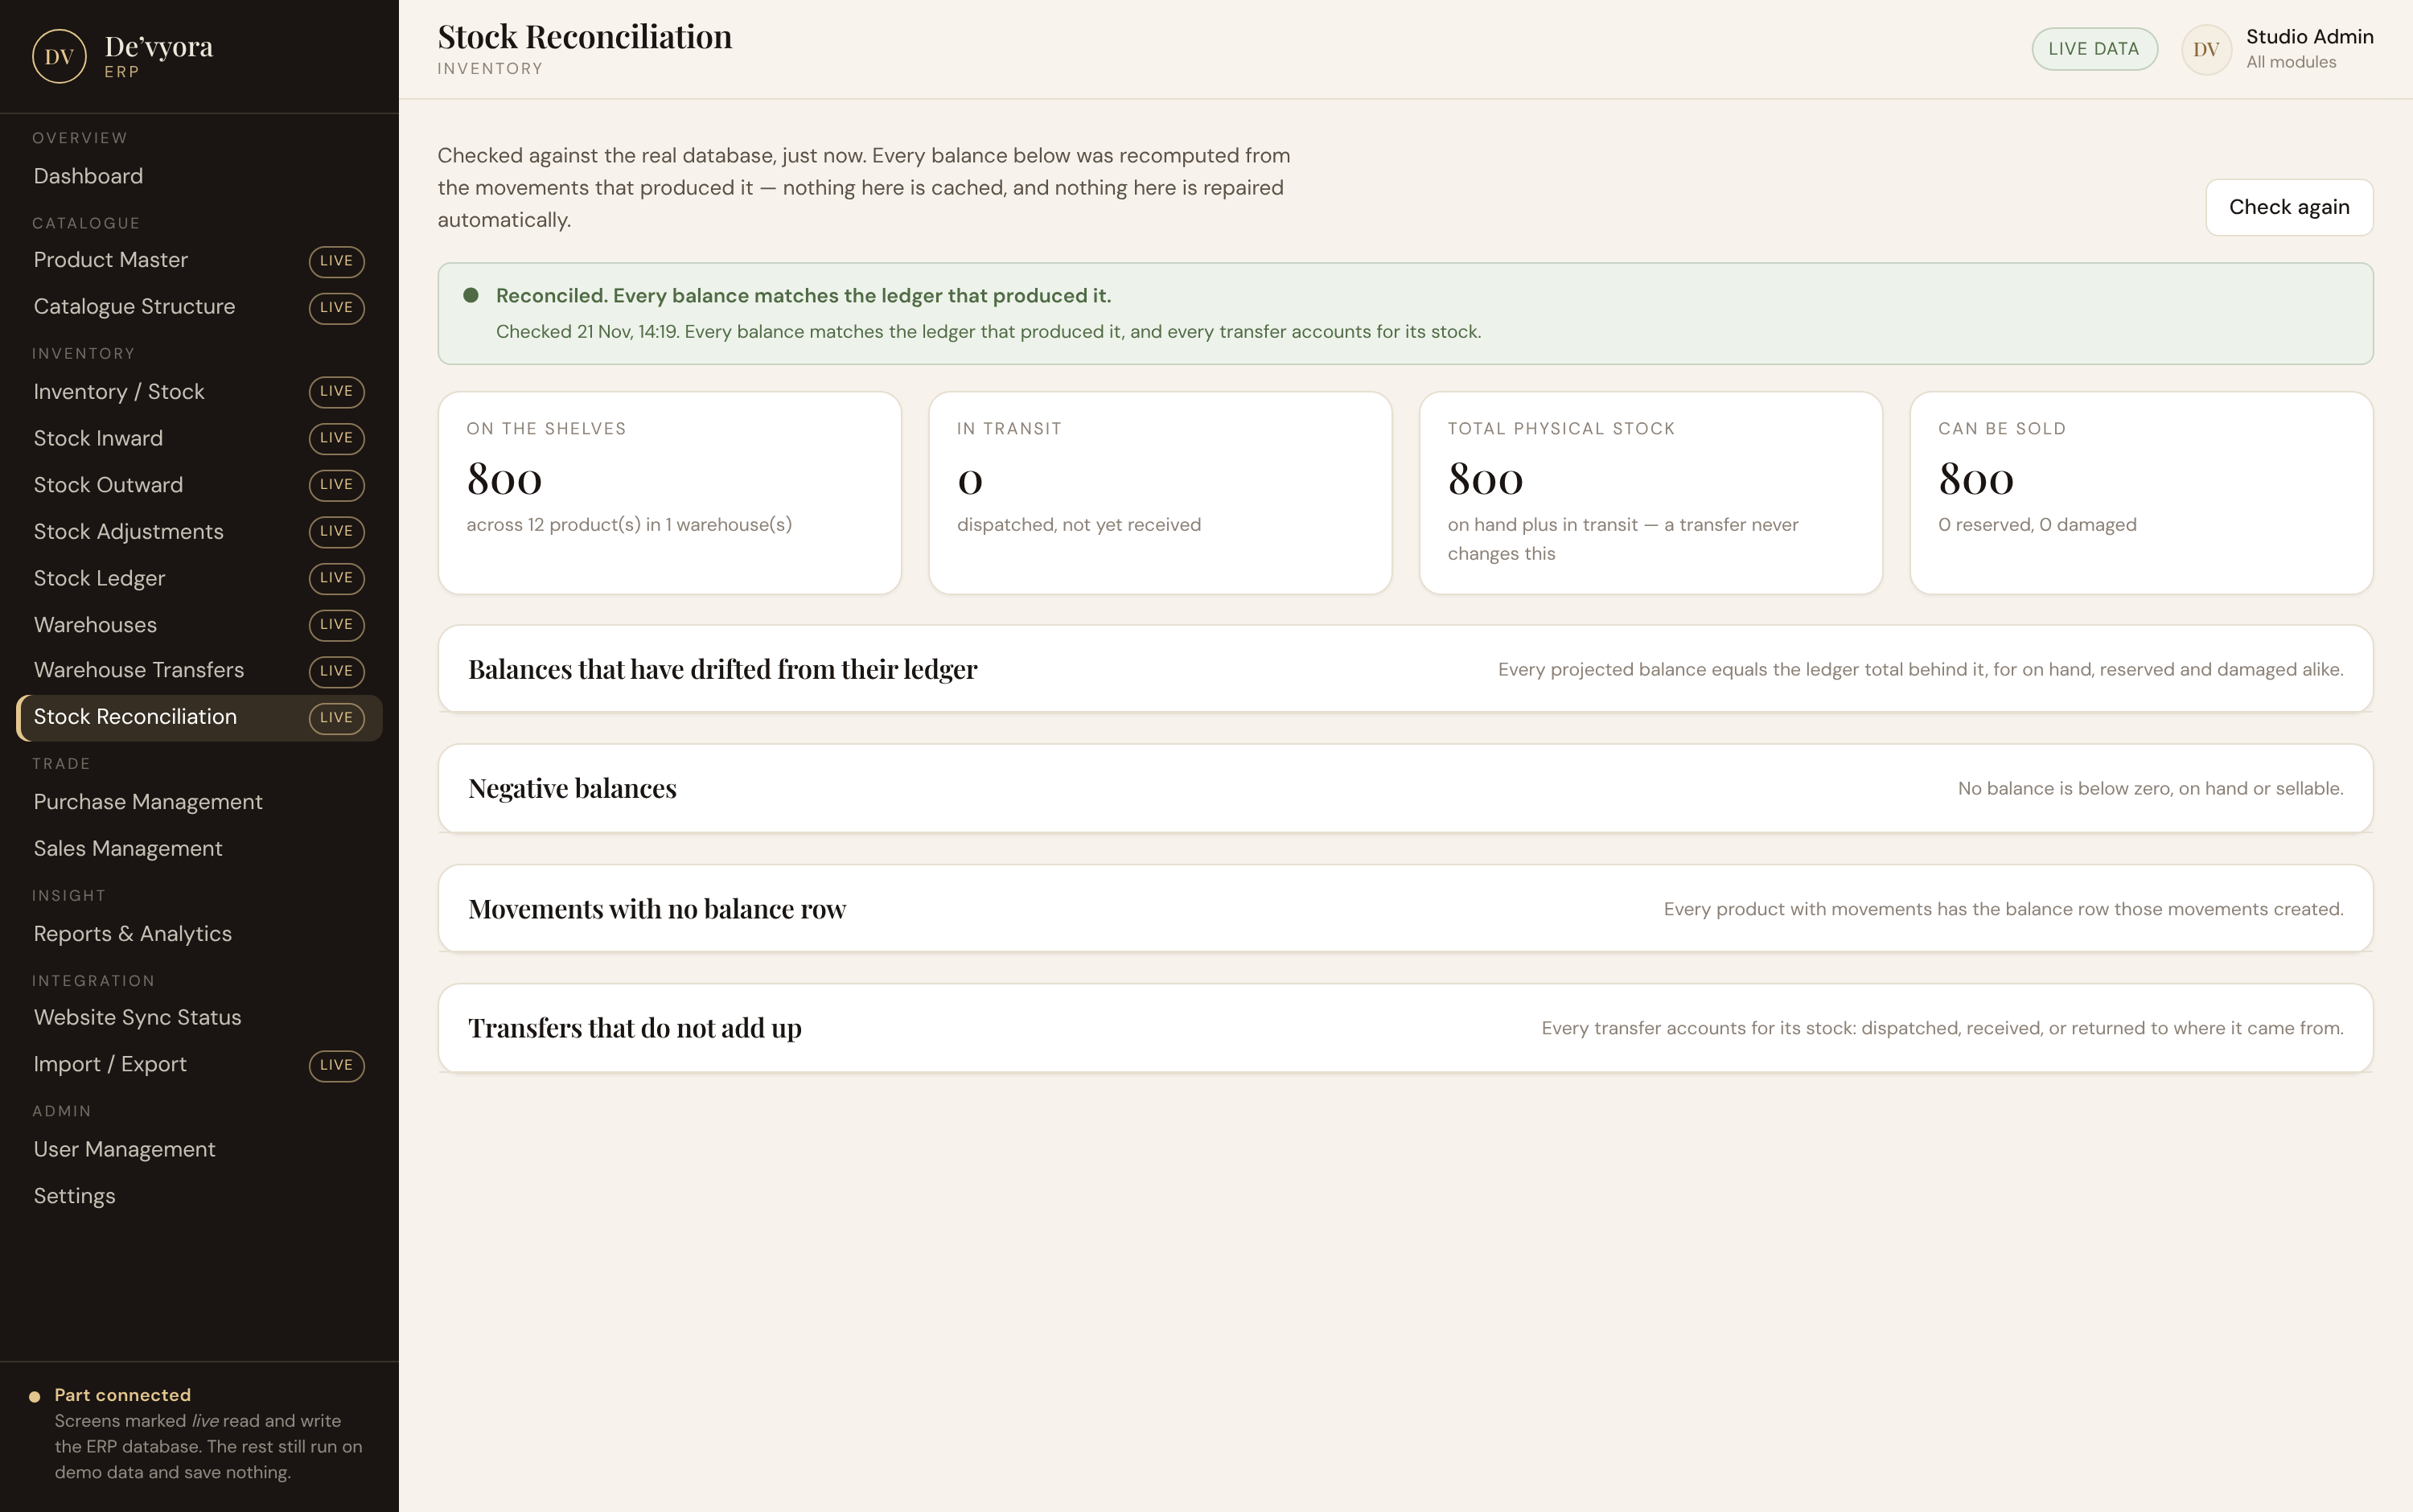 DV
De’vyora
ERP
OVERVIEW
Dashboard
CATALOGUE
Product Master LIVE
Catalogue Structure LIVE
INVENTORY
Inventory / Stock LIVE
Stock Inward LIVE
Stock Outward LIVE
Stock Adjustments LIVE
Stock Ledger LIVE
Warehouses LIVE
Warehouse Transfers LIVE
Stock Reconciliation LIVE
TRADE
Purchase Management
Sales Management
INSIGHT
Reports & Analytics
INTEGRATION
Website Sync Status
Import / Export LIVE
ADMIN
User Management
Settings
Part connected
Screens marked live read and write
the ERP database. The rest still run on
demo data and save nothing.
Stock Reconciliation
INVENTORY
LIVE DATA
DV
Studio Admin
All modules
Checked against the real database, just now. Every balance below was recomputed from
the movements that produced it — nothing here is cached, and nothing here is repaired
automatically.
Check again
Reconciled. Every balance matches the ledger that produced it.
Checked 21 Nov, 14:19. Every balance matches the ledger that produced it, and every transfer accounts for its stock.
ON THE SHELVES
800
across 12 product(s) in 1 warehouse(s)
IN TRANSIT
0
dispatched, not yet received
TOTAL PHYSICAL STOCK
800
on hand plus in transit — a transfer never
changes this
CAN BE SOLD
800
0 reserved, 0 damaged
Balances that have drifted from their ledger
Every projected balance equals the ledger total behind it, for on hand, reserved and damaged alike.
Negative balances
No balance is below zero, on hand or sellable.
Movements with no balance row
Every product with movements has the balance row those movements created.
Transfers that do not add up
Every transfer accounts for its stock: dispatched, received, or returned to where it came from.